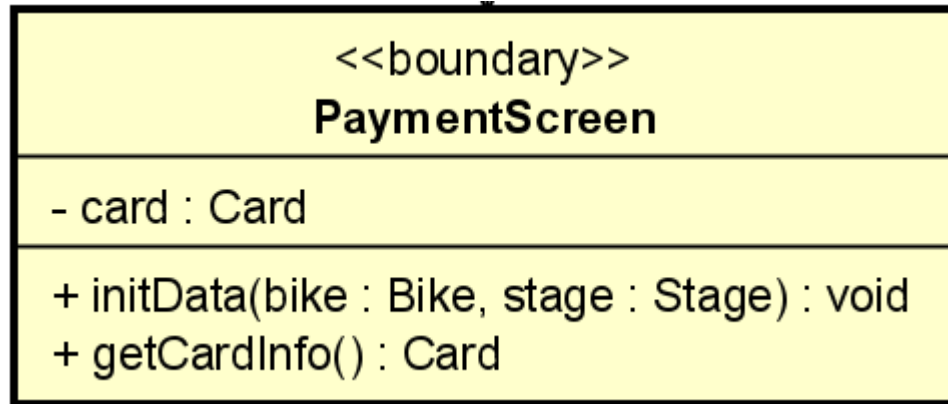 <<boundary>>
PaymentScreen
- card : Card
+ initData(bike : Bike, stage : Stage) : void
+ getCardInfo() : Card